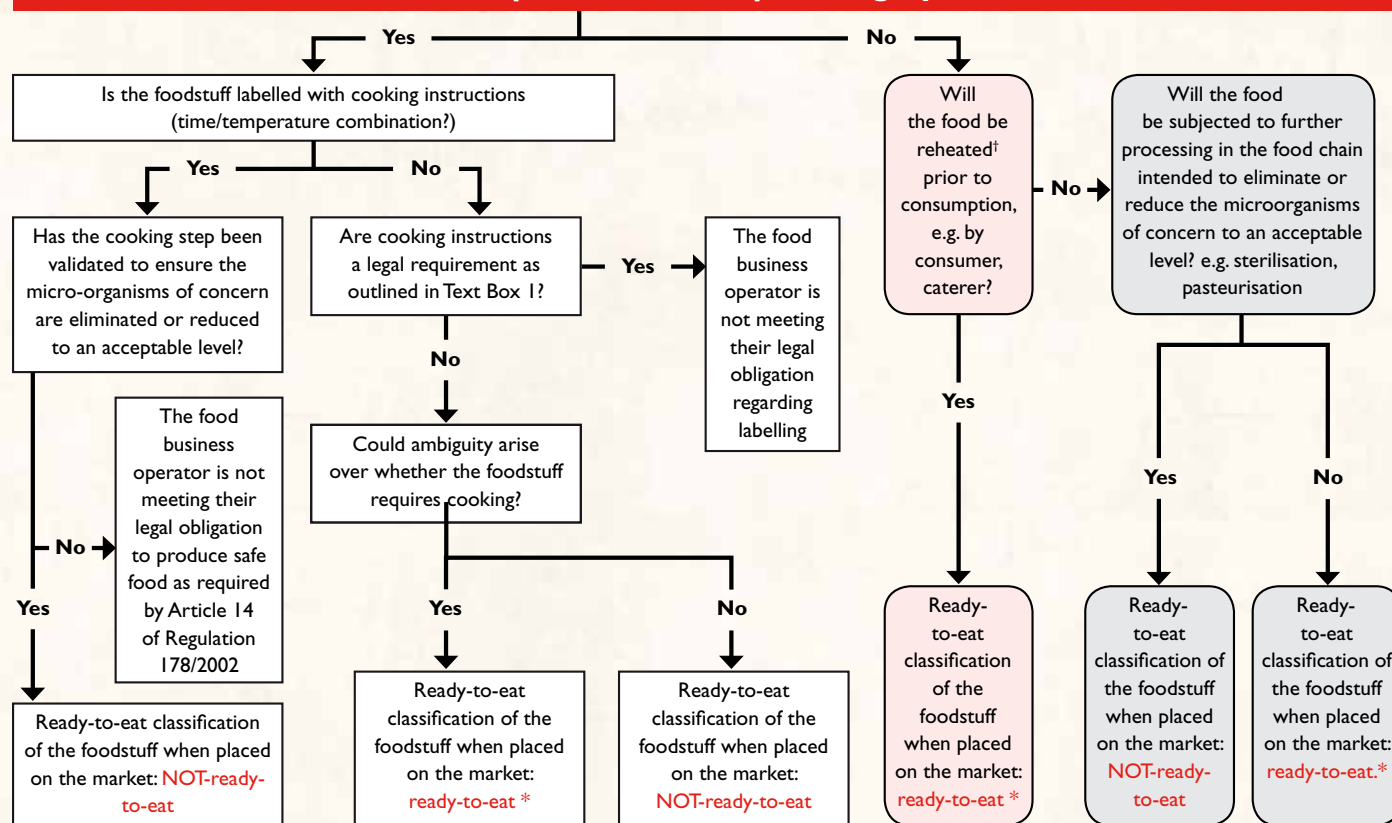 Yes
No
Is the foodstuff labelled with cooking instructions
(time/temperature combination?)
Yes
No
Has the cooking step been
validated to ensure the
micro-organisms of concern
are eliminated or reduced
to an acceptable level?
Are cooking instructions
a legal requirement as
outlined in Text Box 1?
Yes
The food
business
operator is
not meeting
their legal
obligation
regarding
labelling
Will
the food be
reheated†
prior to
consumption,
e.g. by
consumer,
caterer?
No
Will the food
be subjected to further
processing in the food chain
intended to eliminate or
reduce the microorganisms
of concern to an acceptable
level? e.g. sterilisation,
pasteurisation
No
The food
business
operator is not
meeting their
legal obligation
to produce safe
food as required
by Article 14
of Regulation
178/2002
No
Could ambiguity arise
over whether the foodstuff
requires cooking?
Yes
Yes
No
Yes
Yes
No
Ready-to-eat classification
of the foodstuff when placed
on the market: NOT-ready-
to-eat
Ready-to-eat
classification of the
foodstuff when placed
on the market:
ready-to-eat *
Ready-to-eat
classification of the
foodstuff when placed
on the market:
NOT-ready-to-eat
Ready-
to-eat
classification
of the
foodstuff
when placed
on the market:
ready-to-eat *
Ready-
to-eat
classification of
the foodstuff
when placed
on the market:
NOT-ready-
to-eat
Ready-
to-eat
classification of
the foodstuff
when placed
on the market:
ready-to-eat.*